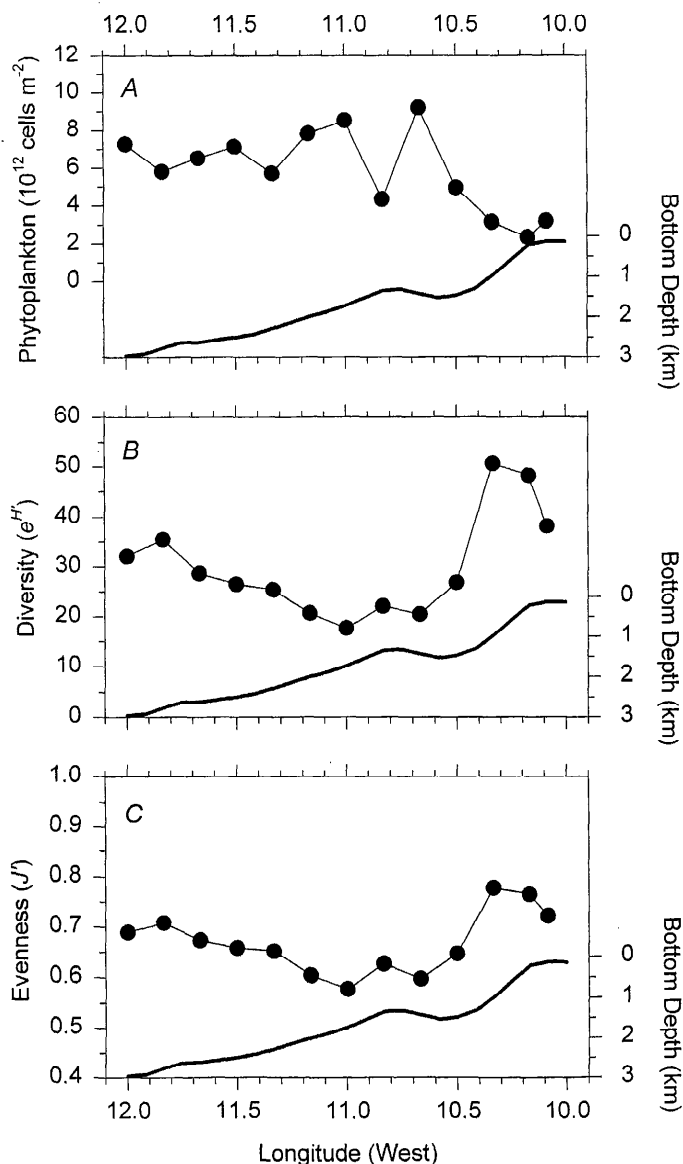 12.0 11.5 11.0 10.5 10.0
A
12
10
8
6
4
2
0
Phytoplankton (10¹² cells m⁻²)
0
1
2
3
Bottom Depth (km)
B
60
50
40
30
20
10
0
Diversity (e^H')
0
1
2
3
Bottom Depth (km)
C
1.0
0.9
0.8
0.7
0.6
0.5
0.4
Evenness (J')
0
1
2
3
Bottom Depth (km)
12.0 11.5 11.0 10.5 10.0
Longitude (West)